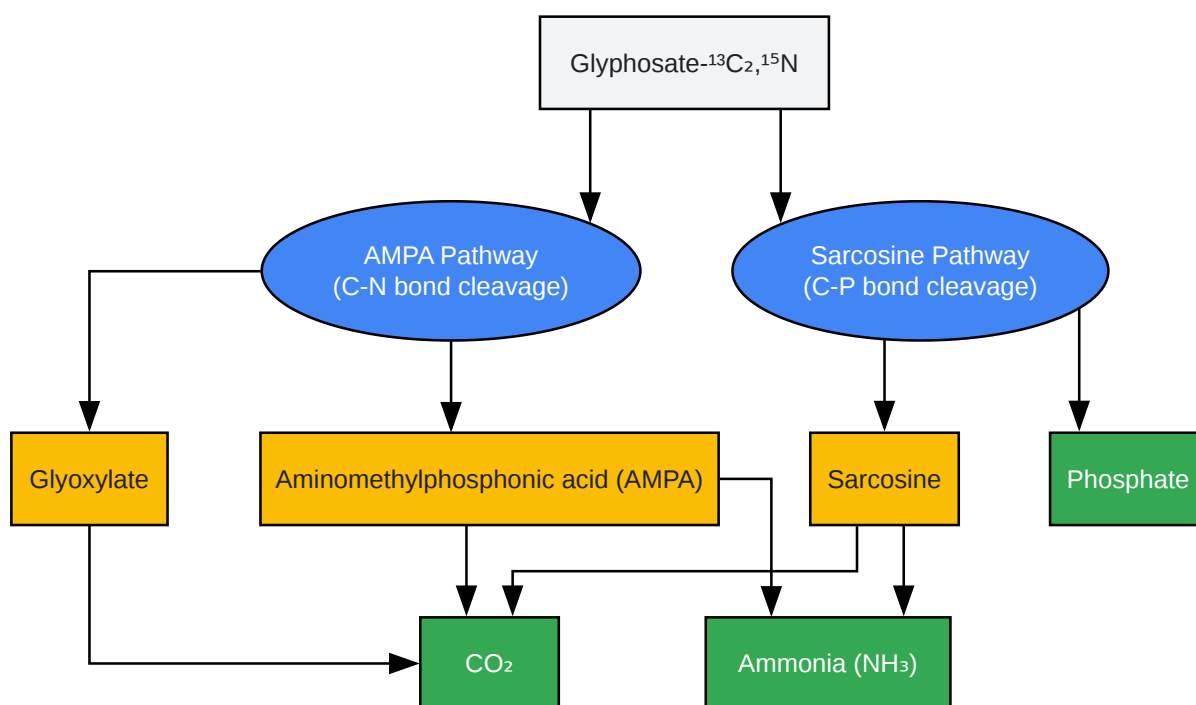 Glyphosate-¹³C₂,¹⁵N
AMPA Pathway
(C-N bond cleavage)
Sarcosine Pathway
(C-P bond cleavage)
Glyoxylate
Aminomethylphosphonic acid (AMPA)
Sarcosine
Phosphate
CO₂
Ammonia (NH₃)